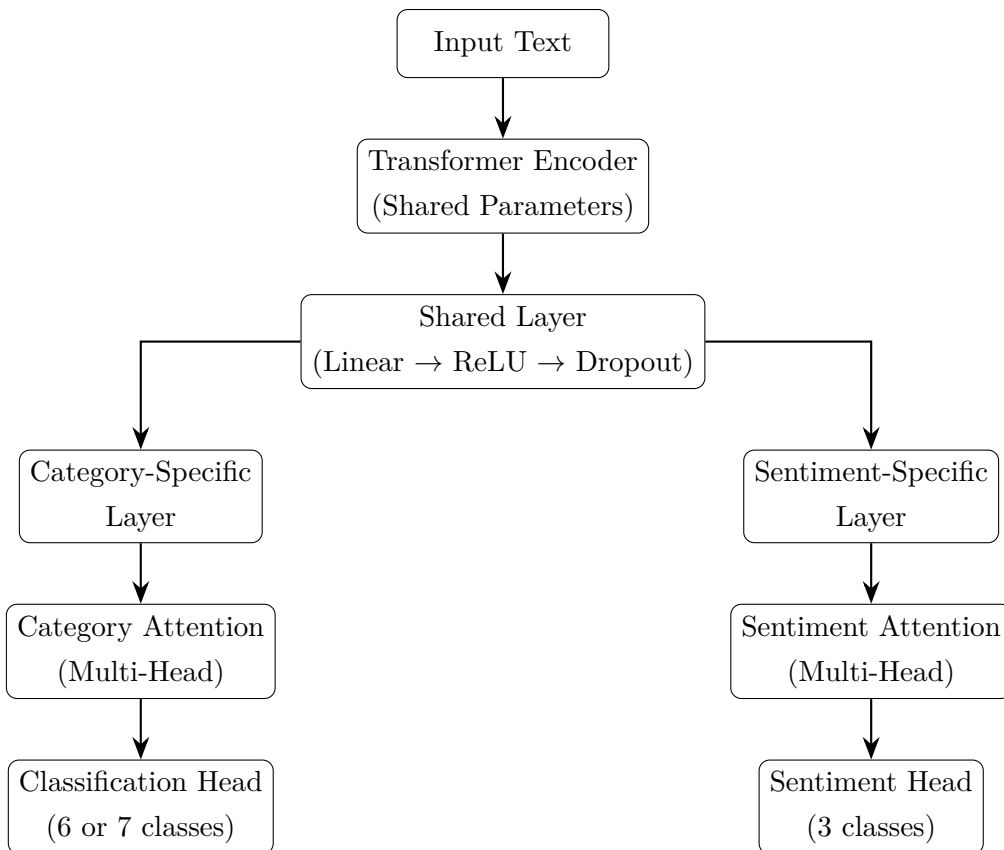 Input Text
Transformer Encoder
(Shared Parameters)
Shared Layer
(Linear → ReLU → Dropout)
Category-Specific
Layer
Sentiment-Specific
Layer
Category Attention
(Multi-Head)
Sentiment Attention
(Multi-Head)
Classification Head
(6 or 7 classes)
Sentiment Head
(3 classes)